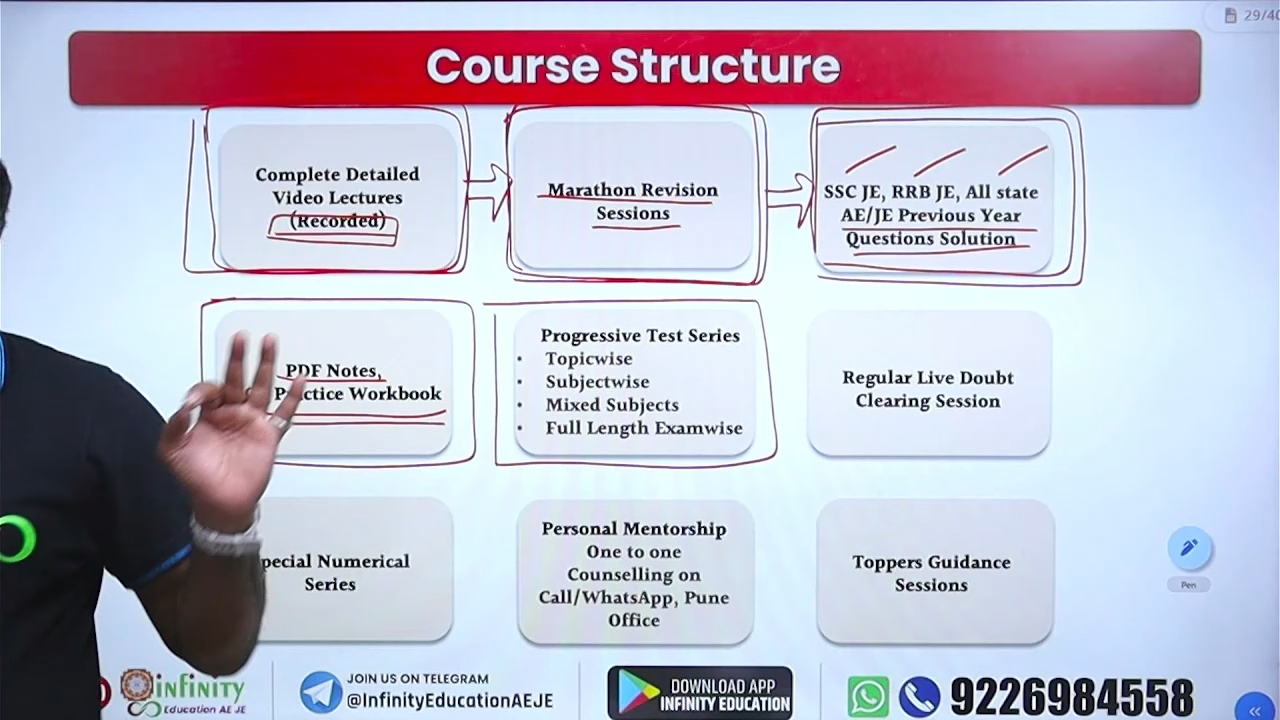 29/40
Course Structure
Complete Detailed
Video Lectures
(Recorded)
Marathon Revision
Sessions
SSC JE, RRB JE, All state
AE/JE Previous Year
Questions Solution
PDF Notes,
Workbook
Progressive Test Series
• Topicwise
• Subjectwise
• Mixed Subjects
• Full Length Examwise
Regular Live Doubt
Clearing Session
Numerical
Series
Personal Mentorship
One to one
Counselling on
Call/WhatsApp, Pune
Office
Toppers Guidance
Sessions
Pen
infinity
Education AE JE
JOIN US ON TELEGRAM
@InfinityEducationAEJE
DOWNLOAD APP
INFINITY EDUCATION
9226984558